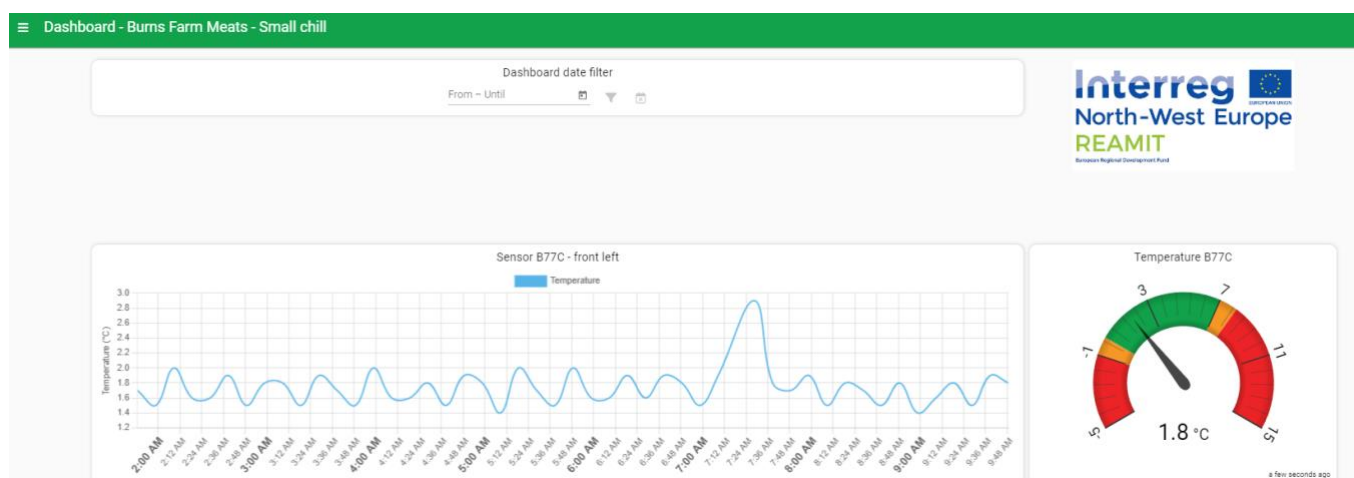 ≡ Dashboard - Burns Farm Meats - Small chill
Dashboard date filter
From – Until
Interreg
EUROPEAN UNION
North-West Europe
REAMIT
European Regional Development Fund
Sensor B77C - front left
Temperature
Temperature (°C)
3.0
2.8
2.6
2.4
2.2
2.0
1.8
1.6
1.4
1.2
2:00 AM 2:12 AM 2:24 AM 2:36 AM 2:48 AM 3:00 AM 3:12 AM 3:24 AM 3:36 AM 3:48 AM 4:00 AM 4:12 AM 4:24 AM 4:36 AM 4:48 AM 5:00 AM 5:12 AM 5:24 AM 5:36 AM 5:48 AM 6:00 AM 6:12 AM 6:24 AM 6:36 AM 6:48 AM 7:00 AM 7:12 AM 7:24 AM 7:36 AM 7:48 AM 8:00 AM 8:12 AM 8:24 AM 8:36 AM 8:48 AM 9:00 AM 9:12 AM 9:24 AM 9:36 AM 9:48 AM
Temperature B77C
-5 -1 3 7 11 15
1.8 °C
a few seconds ago